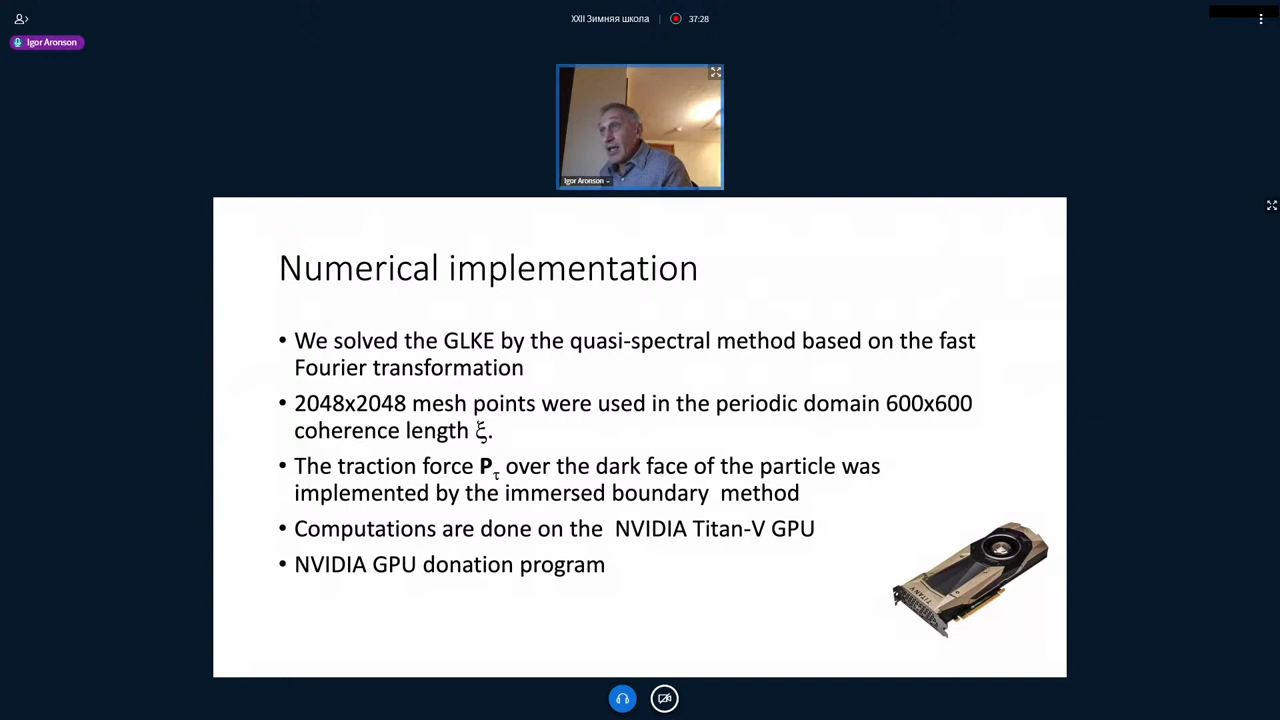 XXII Зимняя школа
37:28
Igor Aronson
Igor Aronson
Numerical implementation
• We solved the GLKE by the quasi-spectral method based on the fast
Fourier transformation
• 2048x2048 mesh points were used in the periodic domain 600x600
coherence length ξ.
• The traction force Pτ over the dark face of the particle was
implemented by the immersed boundary method
• Computations are done on the NVIDIA Titan-V GPU
• NVIDIA GPU donation program
TITAN V